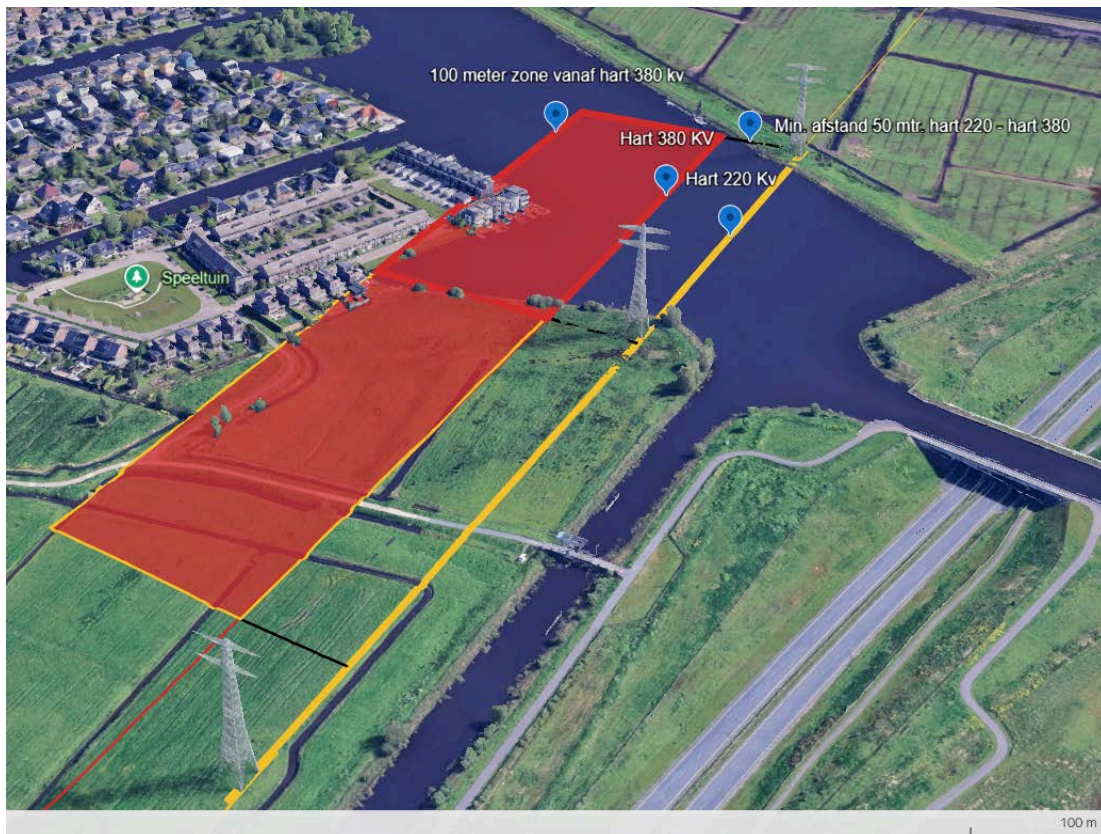 100 meter zone vanaf hart 380 kv
Hart 380 KV
Min. afstand 50 mtr. hart 220 - hart 380
Hart 220 Kv
Speeltuin
100 m